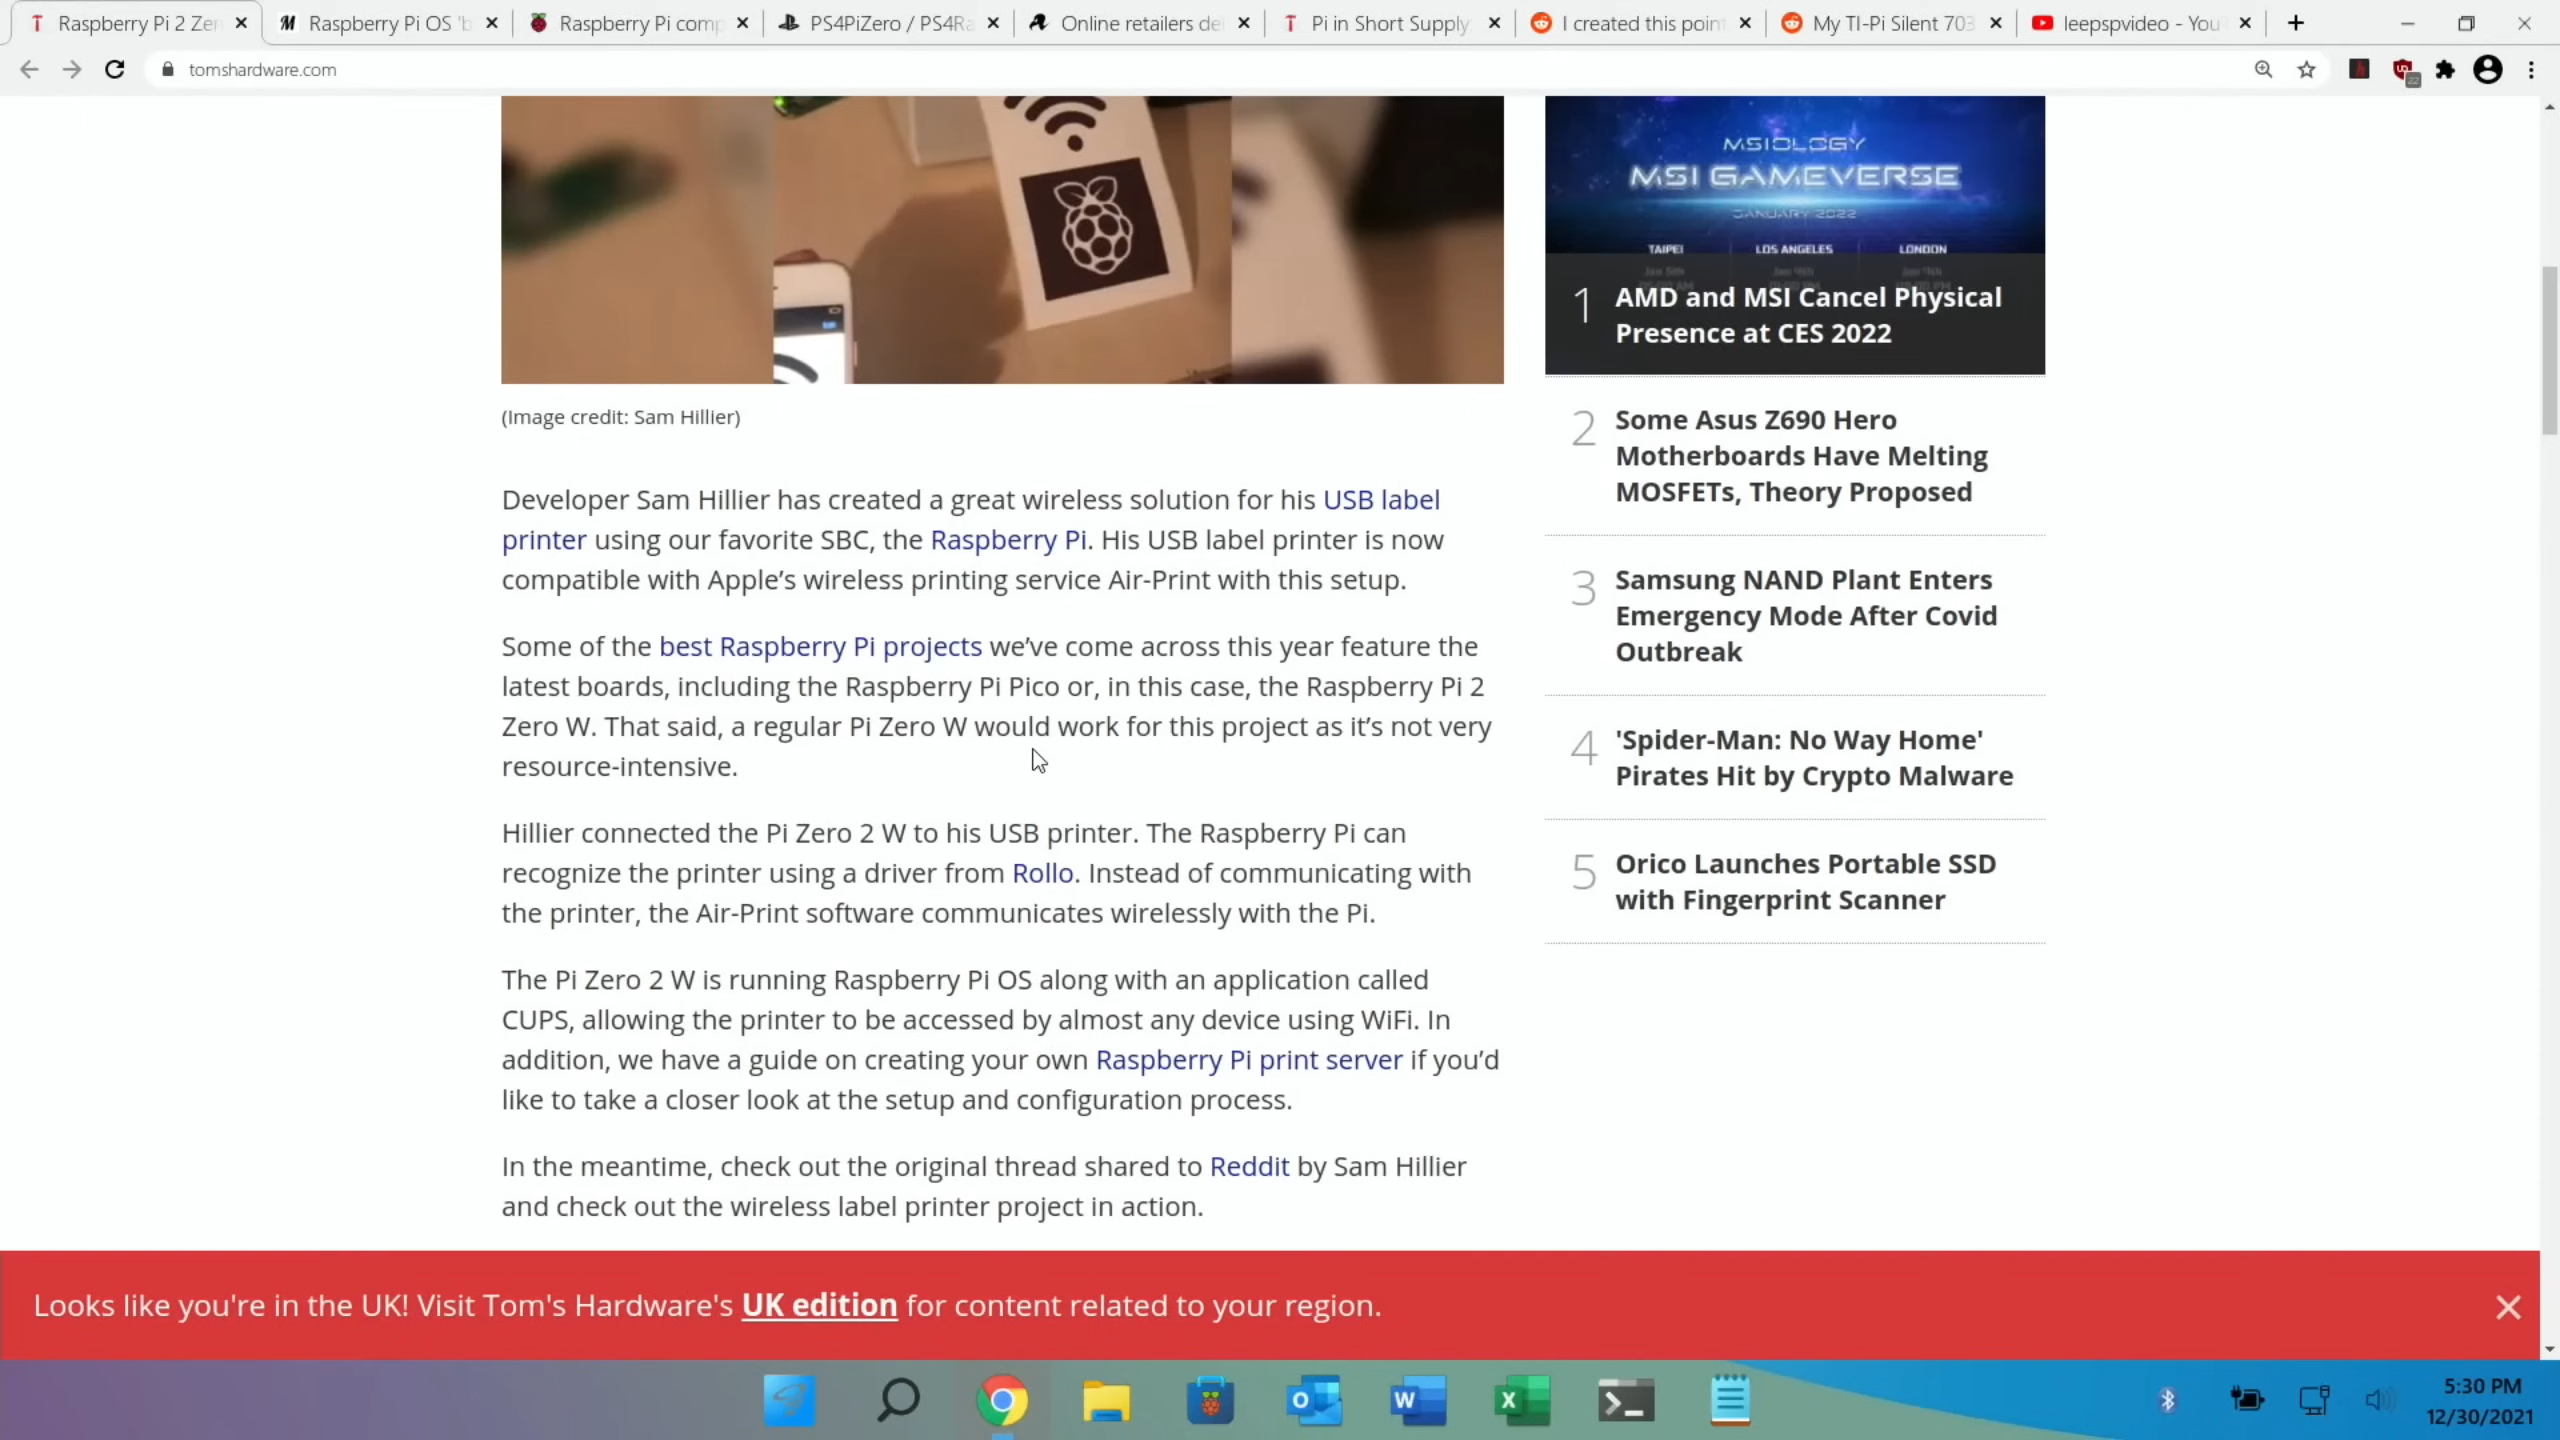 Raspberry Pi 2 Zer
Raspberry Pi OS 'b
Raspberry Pi comp
PS4PiZero / PS4Ra
Online retailers de
Pi in Short Supply
I created this poin
My TI-Pi Silent 703
leepspvideo - You
tomshardware.com
22
MSIOLOGY
MSI GAMEVERSE
JANUARY 2022
TAIPEI LOS ANGELES LONDON
1 AMD and MSI Cancel Physical
Presence at CES 2022
(Image credit: Sam Hillier)
Developer Sam Hillier has created a great wireless solution for his USB label
printer using our favorite SBC, the Raspberry Pi. His USB label printer is now
compatible with Apple’s wireless printing service Air-Print with this setup.
Some of the best Raspberry Pi projects we’ve come across this year feature the
latest boards, including the Raspberry Pi Pico or, in this case, the Raspberry Pi 2
Zero W. That said, a regular Pi Zero W would work for this project as it’s not very
resource-intensive.
Hillier connected the Pi Zero 2 W to his USB printer. The Raspberry Pi can
recognize the printer using a driver from Rollo. Instead of communicating with
the printer, the Air-Print software communicates wirelessly with the Pi.
The Pi Zero 2 W is running Raspberry Pi OS along with an application called
CUPS, allowing the printer to be accessed by almost any device using WiFi. In
addition, we have a guide on creating your own Raspberry Pi print server if you’d
like to take a closer look at the setup and configuration process.
In the meantime, check out the original thread shared to Reddit by Sam Hillier
and check out the wireless label printer project in action.
2 Some Asus Z690 Hero
Motherboards Have Melting
MOSFETs, Theory Proposed
3 Samsung NAND Plant Enters
Emergency Mode After Covid
Outbreak
4 'Spider-Man: No Way Home'
Pirates Hit by Crypto Malware
5 Orico Launches Portable SSD
with Fingerprint Scanner
Looks like you're in the UK! Visit Tom's Hardware's UK edition for content related to your region.
5:30 PM
12/30/2021